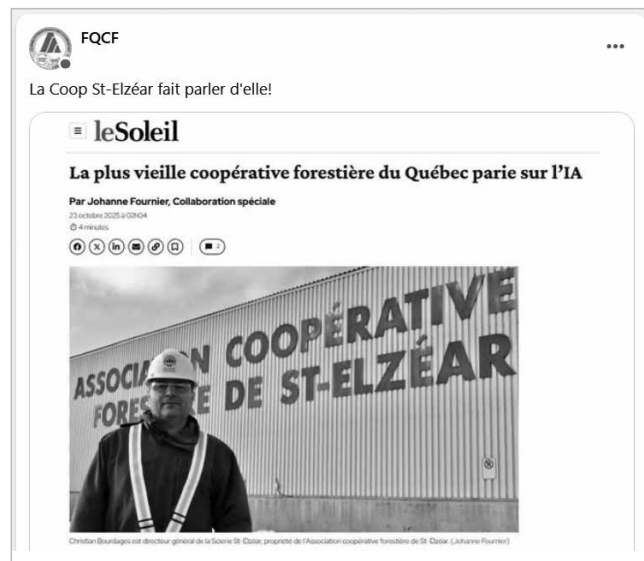 FQCF
La Coop St-Elzéar fait parler d'elle!
leSoleil
La plus vieille coopérative forestière du Québec parie sur l'IA
Par Johanne Fournier, Collaboration spéciale
23 octobre 2025 à 02h04
4 minutes
2
ASSOCIA N COOPÉRATIVE
FORES E DE ST-ELZÉAR
Christian Bourdages est directeur général de la Scierie St-Elzéar, propriété de l'Association coopérative forestière de St-Elzéar. (Johanne Fournier)